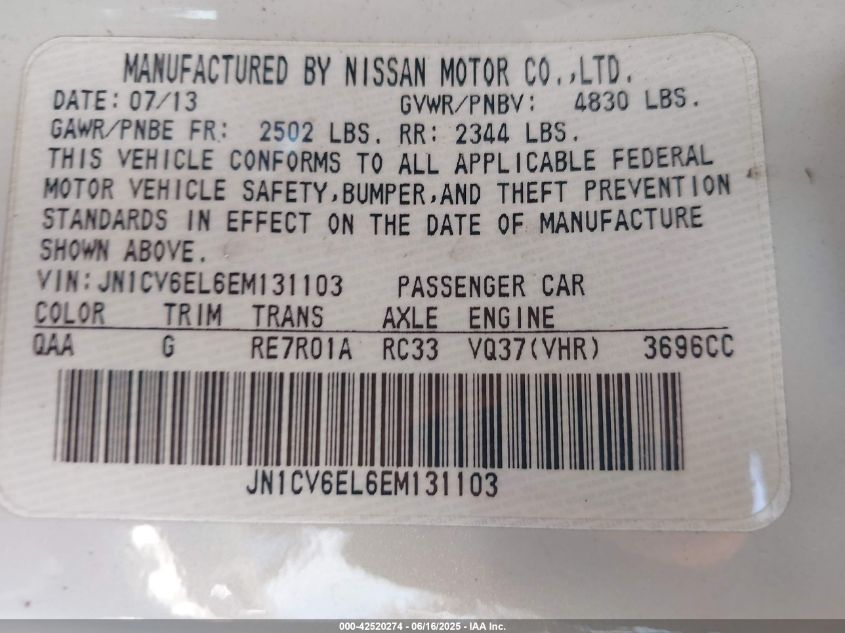 MANUFACTURED BY NISSAN MOTOR CO.,LTD.
DATE: 07/13 GVWR/PNBV: 4830 LBS.
GAWR/PNBE FR: 2502 LBS. RR: 2344 LBS.
THIS VEHICLE CONFORMS TO ALL APPLICABLE FEDERAL
MOTOR VEHICLE SAFETY,BUMPER,AND THEFT PREVENTION
STANDARDS IN EFFECT ON THE DATE OF MANUFACTURE
SHOWN ABOVE.
VIN: JN1CV6EL6EM131103 PASSENGER CAR
COLOR TRIM TRANS AXLE ENGINE
QAA G RE7R01A RC33 VQ37(VHR) 3696CC
JN1CV6EL6EM131103
000-42520274 - 06/16/2025 - IAA Inc.